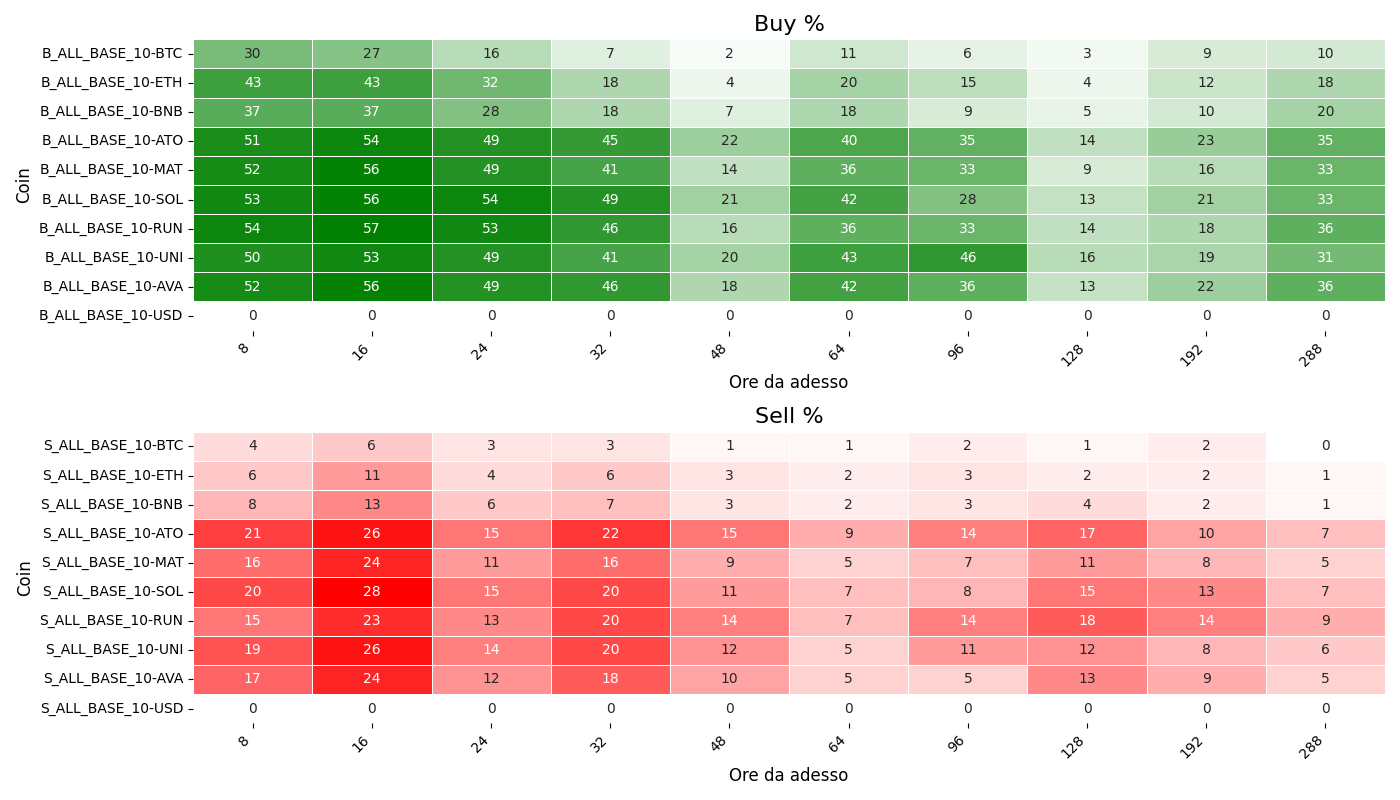 Buy %
B_ALL_BASE_10-BTC 30 27 16 7 2 11 6 3 9 10
B_ALL_BASE_10-ETH 43 43 32 18 4 20 15 4 12 18
B_ALL_BASE_10-BNB 37 37 28 18 7 18 9 5 10 20
B_ALL_BASE_10-ATO 51 54 49 45 22 40 35 14 23 35
B_ALL_BASE_10-MAT 52 56 49 41 14 36 33 9 16 33
B_ALL_BASE_10-SOL 53 56 54 49 21 42 28 13 21 33
B_ALL_BASE_10-RUN 54 57 53 46 16 36 33 14 18 36
B_ALL_BASE_10-UNI 50 53 49 41 20 43 46 16 19 31
B_ALL_BASE_10-AVA 52 56 49 46 18 42 36 13 22 36
B_ALL_BASE_10-USD 0 0 0 0 0 0 0 0 0 0
Coin
8 16 24 32 48 64 96 128 192 288
Ore da adesso
Sell %
S_ALL_BASE_10-BTC 4 6 3 3 1 1 2 1 2 0
S_ALL_BASE_10-ETH 6 11 4 6 3 2 3 2 2 1
S_ALL_BASE_10-BNB 8 13 6 7 3 2 3 4 2 1
S_ALL_BASE_10-ATO 21 26 15 22 15 9 14 17 10 7
S_ALL_BASE_10-MAT 16 24 11 16 9 5 7 11 8 5
S_ALL_BASE_10-SOL 20 28 15 20 11 7 8 15 13 7
S_ALL_BASE_10-RUN 15 23 13 20 14 7 14 18 14 9
S_ALL_BASE_10-UNI 19 26 14 20 12 5 11 12 8 6
S_ALL_BASE_10-AVA 17 24 12 18 10 5 5 13 9 5
S_ALL_BASE_10-USD 0 0 0 0 0 0 0 0 0 0
Coin
8 16 24 32 48 64 96 128 192 288
Ore da adesso